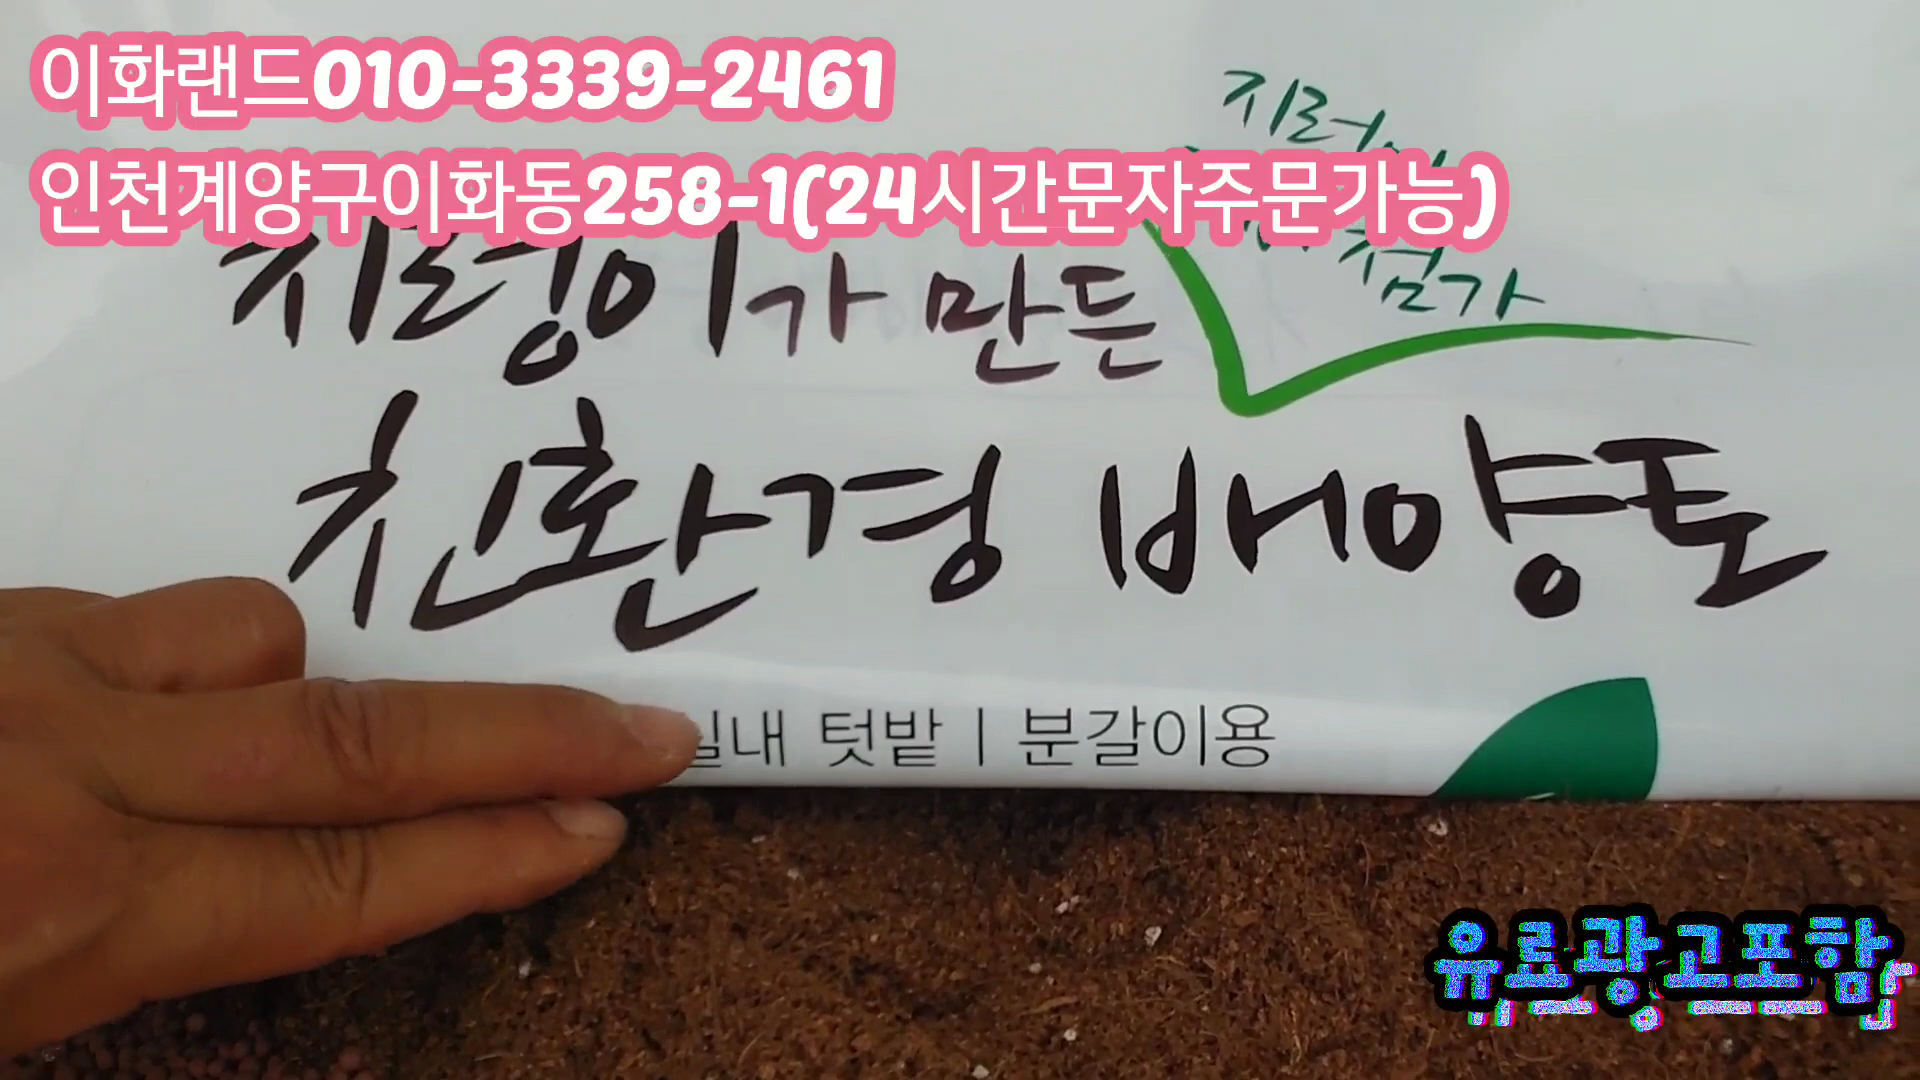 이화랜드010-3339-2461
인천계양구이화동258-1(24시간문자주문가능)
첨가
지렁이가 만든
친환경 배양토
실내 텃밭 | 분갈이용
유료광고포함